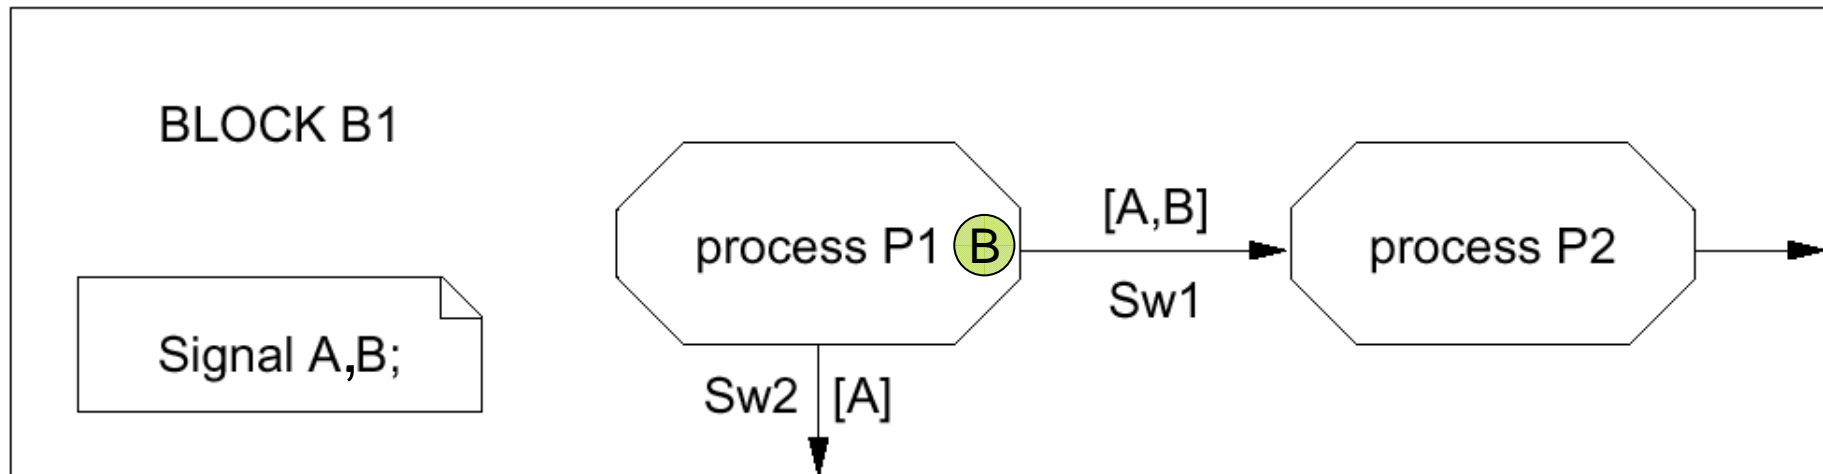 BLOCK B1
Signal A,B;
process P1
B
[A,B]
Sw1
process P2
Sw2
[A]